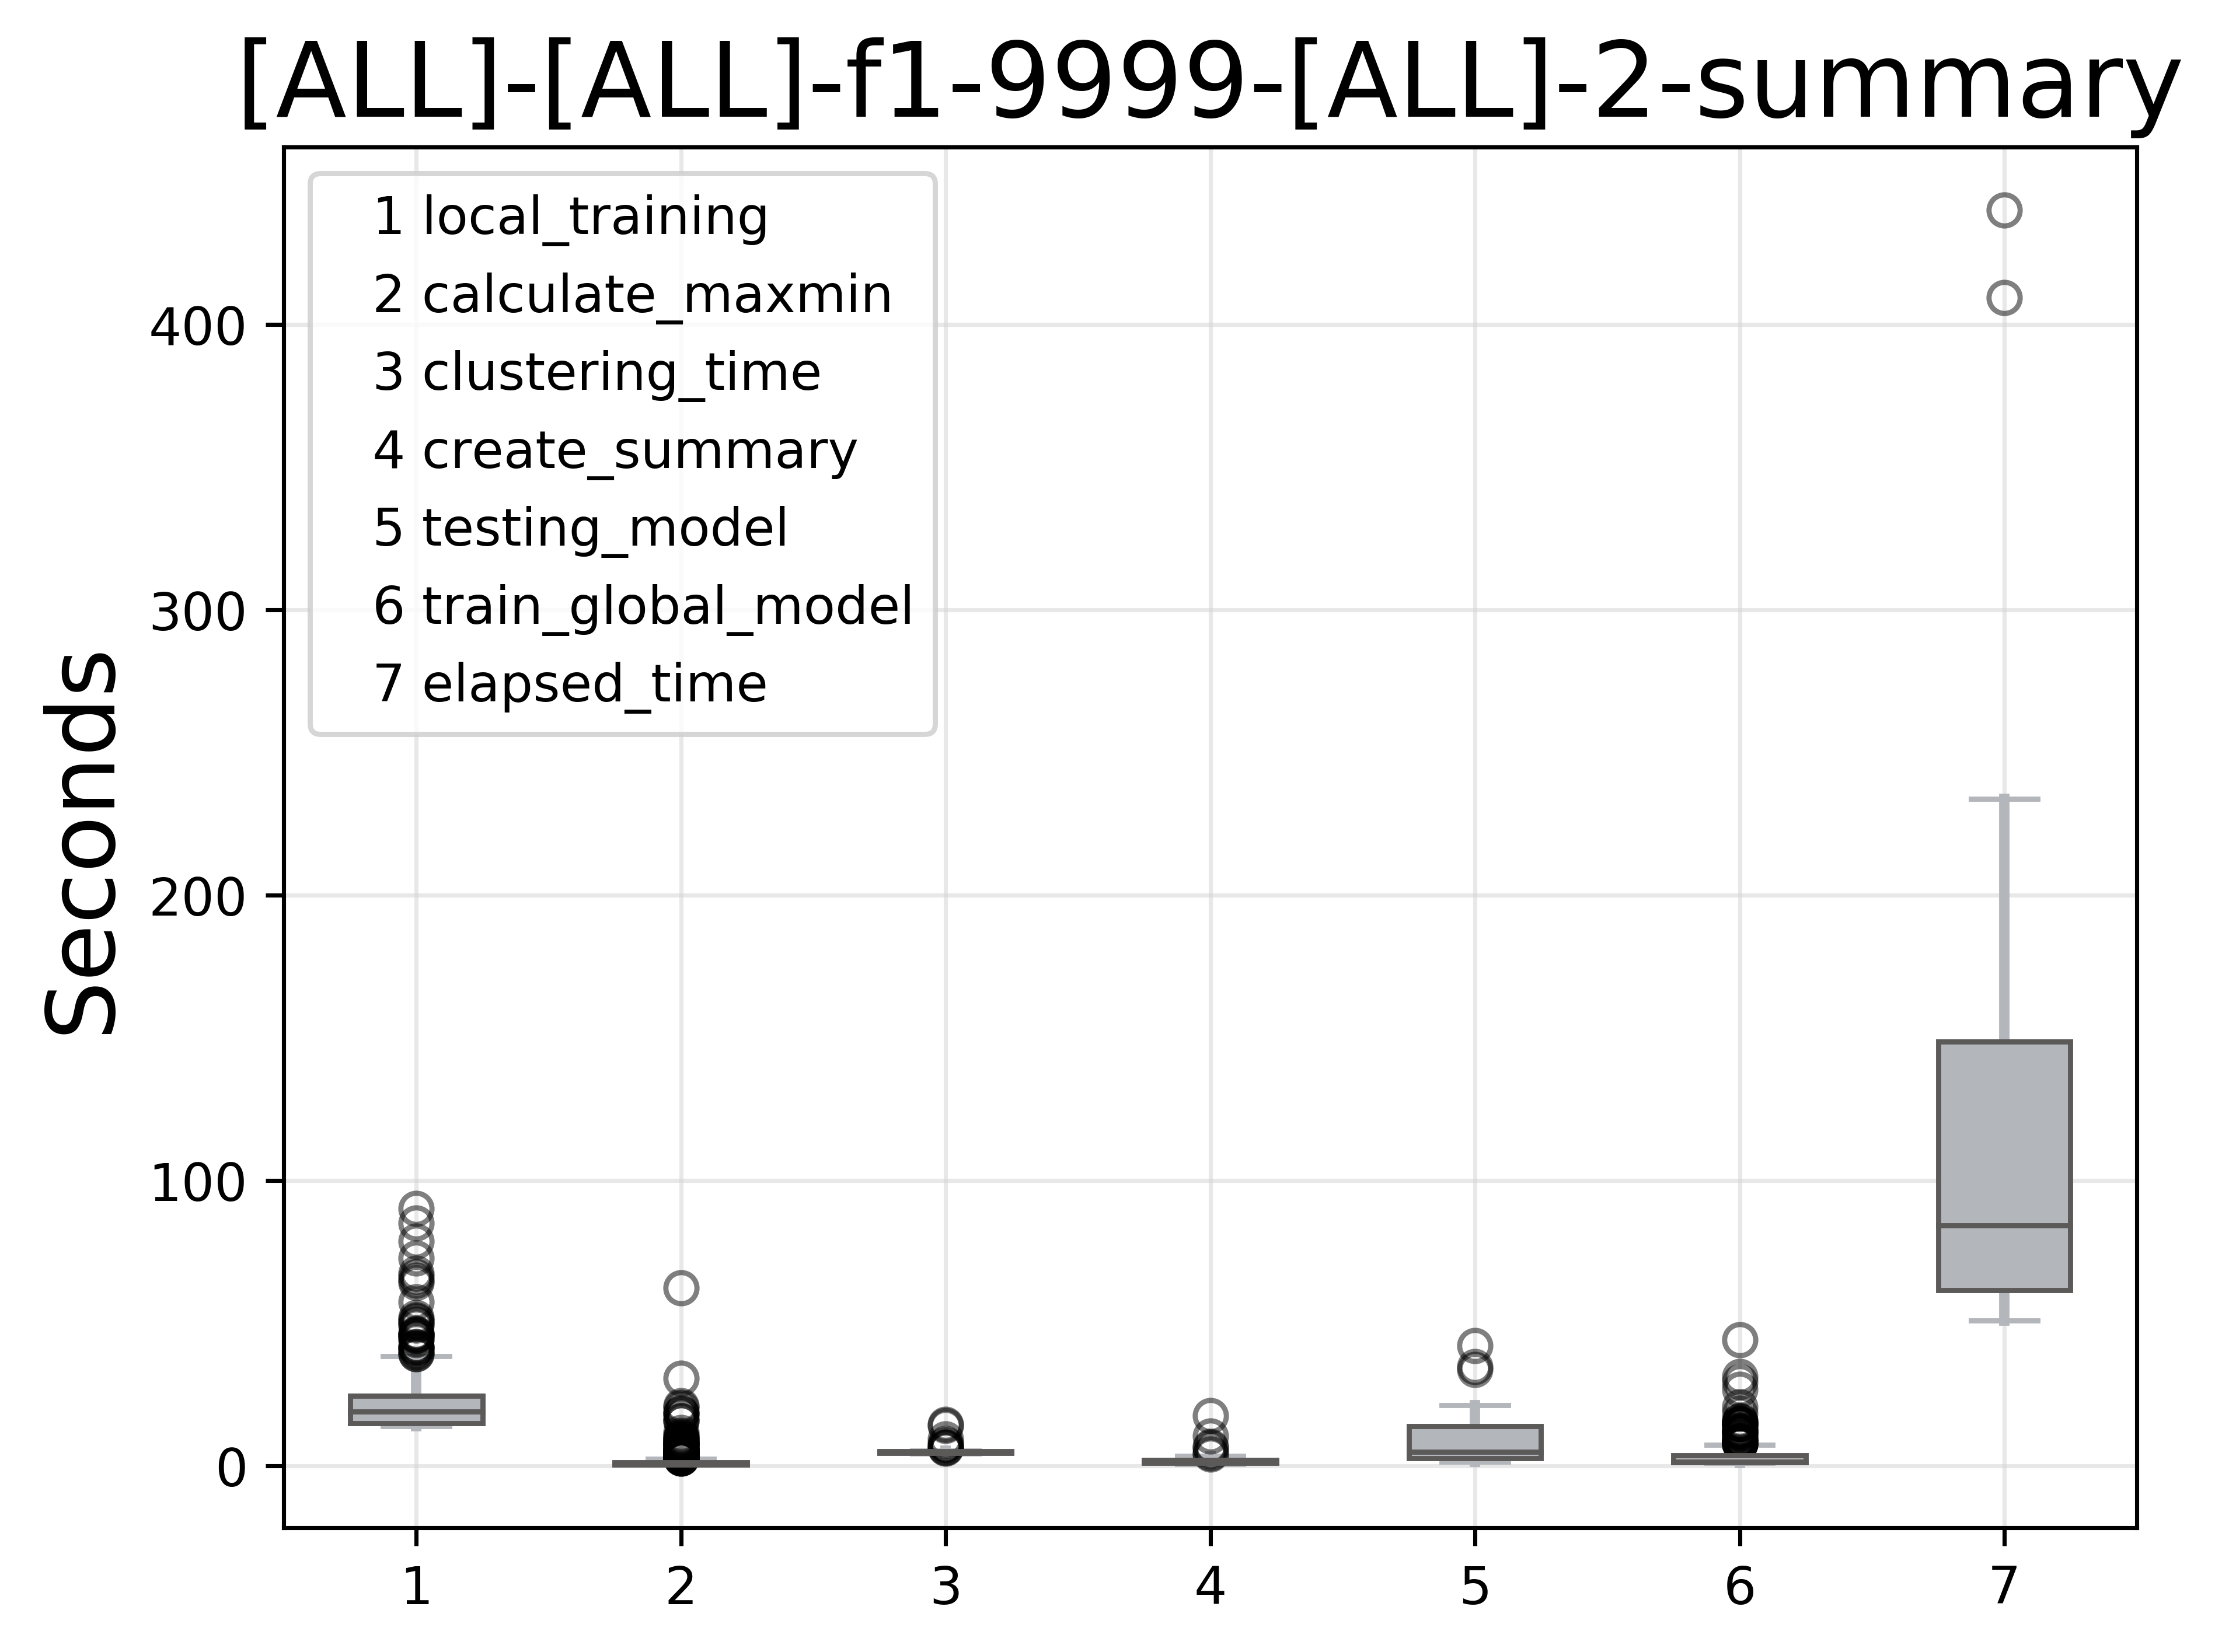 [ALL]-[ALL]-f1-9999-[ALL]-2-summary
1 local_training
2 calculate_maxmin
3 clustering_time
4 create_summary
5 testing_model
6 train_global_model
7 elapsed_time
Seconds
400
300
200
100
0
1 2 3 4 5 6 7